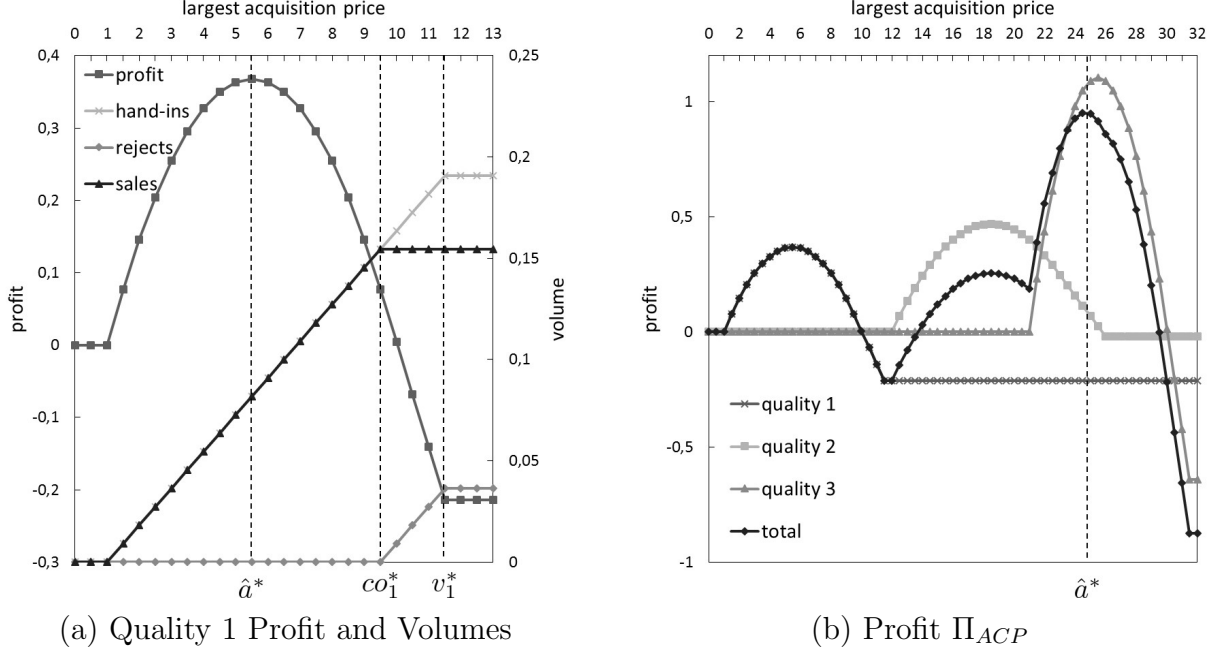 largest acquisition price
0 1 2 3 4 5 6 7 8 9 10 11 12 13
0,4
0,3
0,2
0,1
0
-0,1
-0,2
-0,3
profit
profit
hand-ins
rejects
sales
0,25
0,2
0,15
0,1
0,05
0
volume
â* co₁* v₁*
(a) Quality 1 Profit and Volumes
largest acquisition price
0 2 4 6 8 10 12 14 16 18 20 22 24 26 28 30 32
1
0,5
0
-0,5
-1
profit
quality 1
quality 2
quality 3
total
â*
(b) Profit Π_ACP